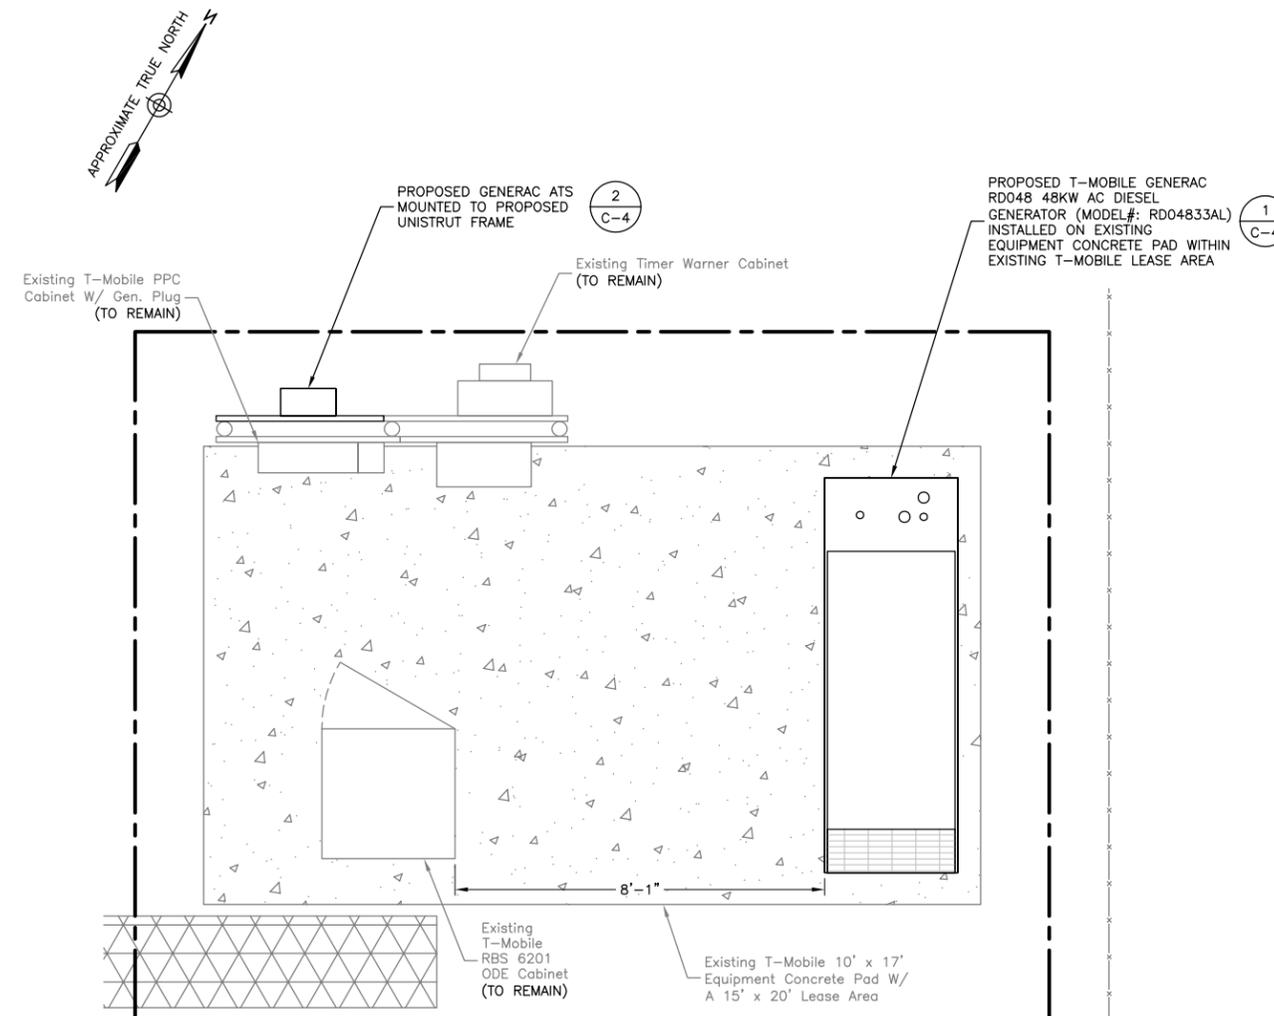 N
APPROXIMATE TRUE NORTH
PROPOSED GENERAC ATS
MOUNTED TO PROPOSED
UNISTRUT FRAME
2
C-4
PROPOSED T-MOBILE GENERAC
RD048 48KW AC DIESEL
GENERATOR (MODEL#: RD04833AL)
INSTALLED ON EXISTING
EQUIPMENT CONCRETE PAD WITHIN
EXISTING T-MOBILE LEASE AREA
1
C-4
Existing T-Mobile PPC
Cabinet W/ Gen. Plug
(TO REMAIN)
Existing Timer Warner Cabinet
(TO REMAIN)
8'-1"
Existing
T-Mobile
RBS 6201
ODE Cabinet
(TO REMAIN)
Existing T-Mobile 10' x 17'
Equipment Concrete Pad W/
A 15' x 20' Lease Area